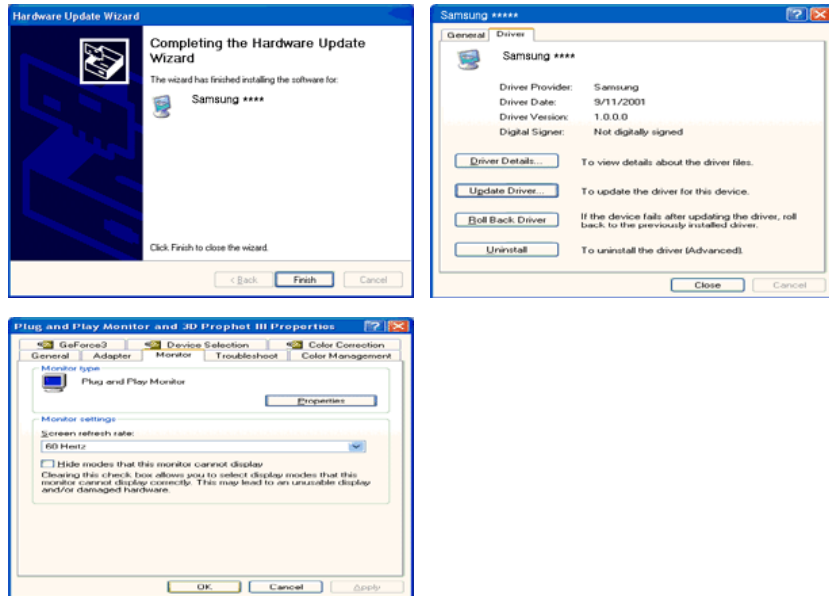 Hardware Update Wizard
Completing the Hardware Update
Wizard
The wizard has finished installing the software for:
Samsung ****
Click Finish to close the wizard.
< Back
Finish
Cancel
Samsung *****
General
Driver
Samsung ****
Driver Provider:
Samsung
Driver Date:
9/11/2001
Driver Version:
1.0.0.0
Digital Signer:
Not digitally signed
Driver Details...
To view details about the driver files.
Update Driver...
To update the driver for this device.
Roll Back Driver
If the device fails after updating the driver, roll
back to the previously installed driver.
Uninstall
To uninstall the driver (Advanced).
Close
Cancel
Plug and Play Monitor and 3D Prophet III Properties
GeForce3
Device Selection
Color Correction
General
Adapter
Monitor
Troubleshoot
Color Management
Monitor type
Plug and Play Monitor
Properties
Monitor settings
Screen refresh rate:
60 Hertz
Hide modes that this monitor cannot display
Clearing this check box allows you to select display modes that this
monitor cannot display correctly. This may lead to an unusable display
and/or damaged hardware.
OK
Cancel
Apply